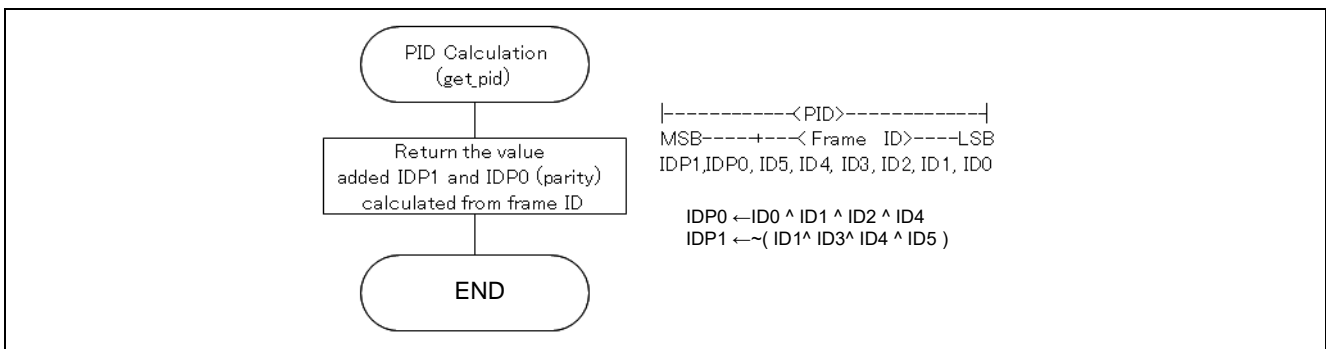 PID Calculation
(get_pid)
Return the value
added IDP1 and IDP0 (parity)
calculated from frame ID
END
|------------<PID>-------------|
MSB-----+---<Frame ID>----LSB
IDP1,IDP0, ID5, ID4, ID3, ID2, ID1, ID0
IDP0 ←ID0 ^ ID1 ^ ID2 ^ ID4
IDP1 ←~( ID1^ ID3^ ID4 ^ ID5 )